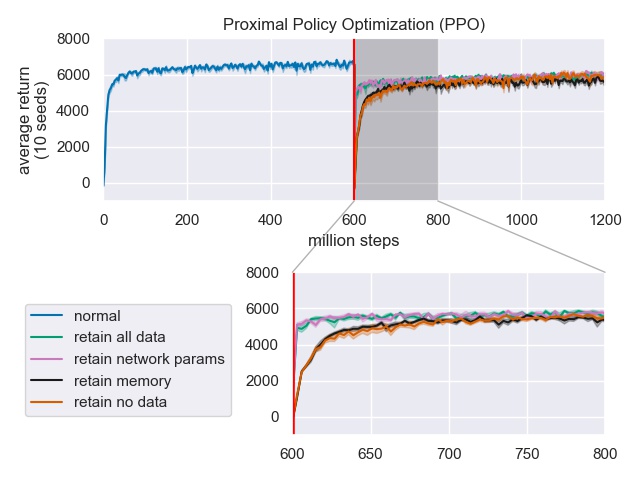 Proximal Policy Optimization (PPO)
average return
(10 seeds)
8000
6000
4000
2000
0
0 200 400 600 800 1000 1200
million steps
normal
retain all data
retain network params
retain memory
retain no data
8000
6000
4000
2000
0
600 650 700 750 800